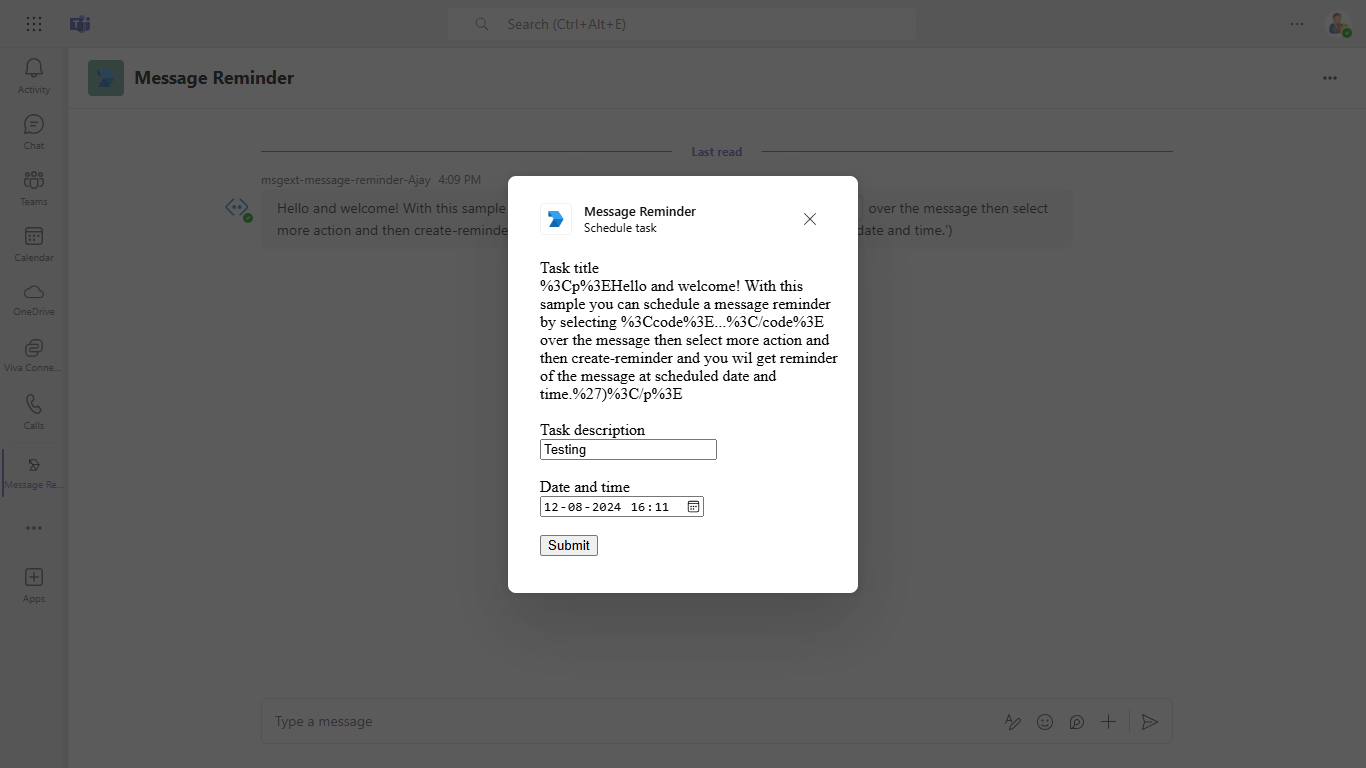 Search (Ctrl+Alt+E)
Message Reminder
Activity
Chat
Teams
Calendar
OneDrive
Viva Conne...
Calls
Message Re...
Apps
Last read
msgext-message-reminder-Ajay 4:09 PM
Hello and welcome! With this sample over the message then select
more action and then create-reminde date and time.')
Message Reminder
Schedule task
Task title
%3Cp%3EHello and welcome! With this
sample you can schedule a message reminder
by selecting %3Ccode%3E...%3C/code%3E
over the message then select more action and
then create-reminder and you wil get reminder
of the message at scheduled date and
time.%27)%3C/p%3E
Task description
Testing
Date and time
12-08-2024 16:11
Submit
Type a message